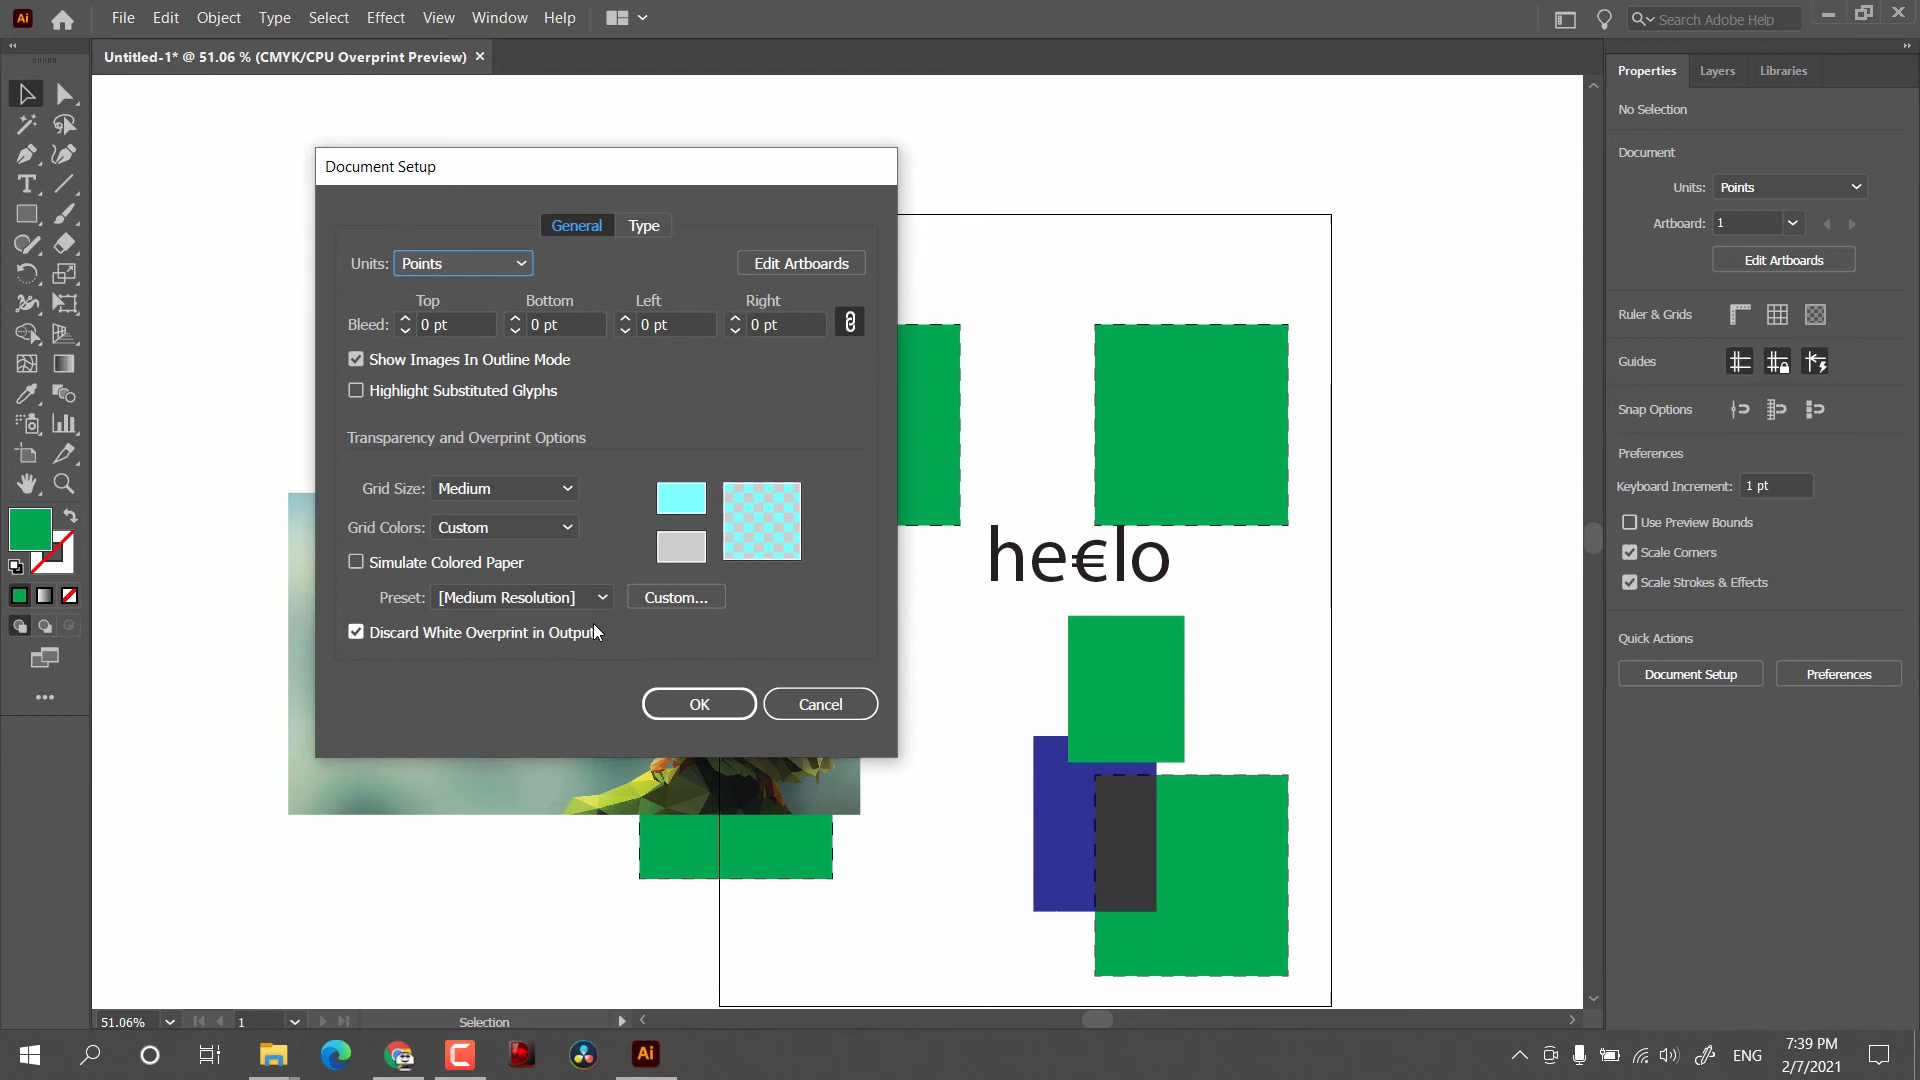 Ai File Edit Object Type Select Effect View Window Help Search Adobe Help
Untitled-1* @ 51.06 % (CMYK/CPU Overprint Preview)
Document Setup
General Type
Units: Points Edit Artboards
Top Bottom Left Right
Bleed: 0 pt 0 pt 0 pt 0 pt
Show Images In Outline Mode
Highlight Substituted Glyphs
Transparency and Overprint Options
Grid Size: Medium
Grid Colors: Custom
Simulate Colored Paper
Preset: [Medium Resolution] Custom...
Discard White Overprint in Output
OK Cancel
he€lo
Properties Layers Libraries
No Selection
Document
Units: Points
Artboard: 1
Edit Artboards
Ruler & Grids
Guides
Snap Options
Preferences
Keyboard Increment: 1 pt
Use Preview Bounds
Scale Corners
Scale Strokes & Effects
Quick Actions
Document Setup Preferences
51.06% 1 Selection
Ai ENG 7:39 PM
2/7/2021